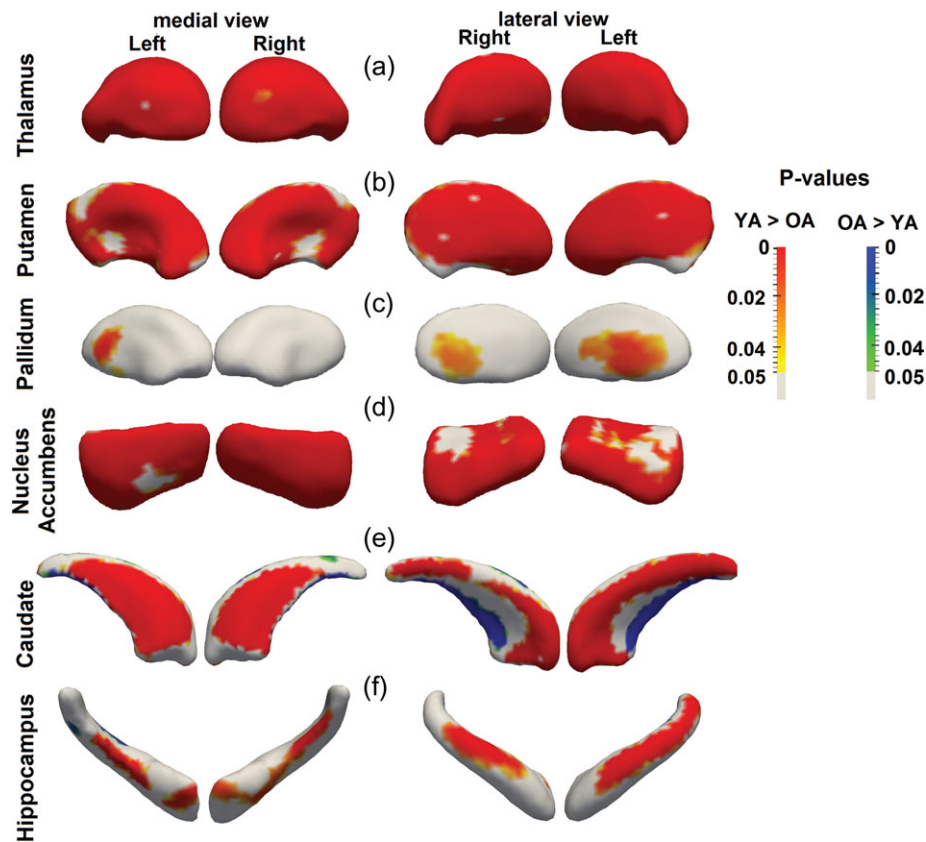 medial view
lateral view
Left
Right
Right
Left
Thalamus
(a)
Putamen
(b)
Pallidum
(c)
Nucleus
Accumbens
(d)
Caudate
(e)
Hippocampus
(f)
P-values
YA > OA
OA > YA
0
0.02
0.04
0.05
0
0.02
0.04
0.05